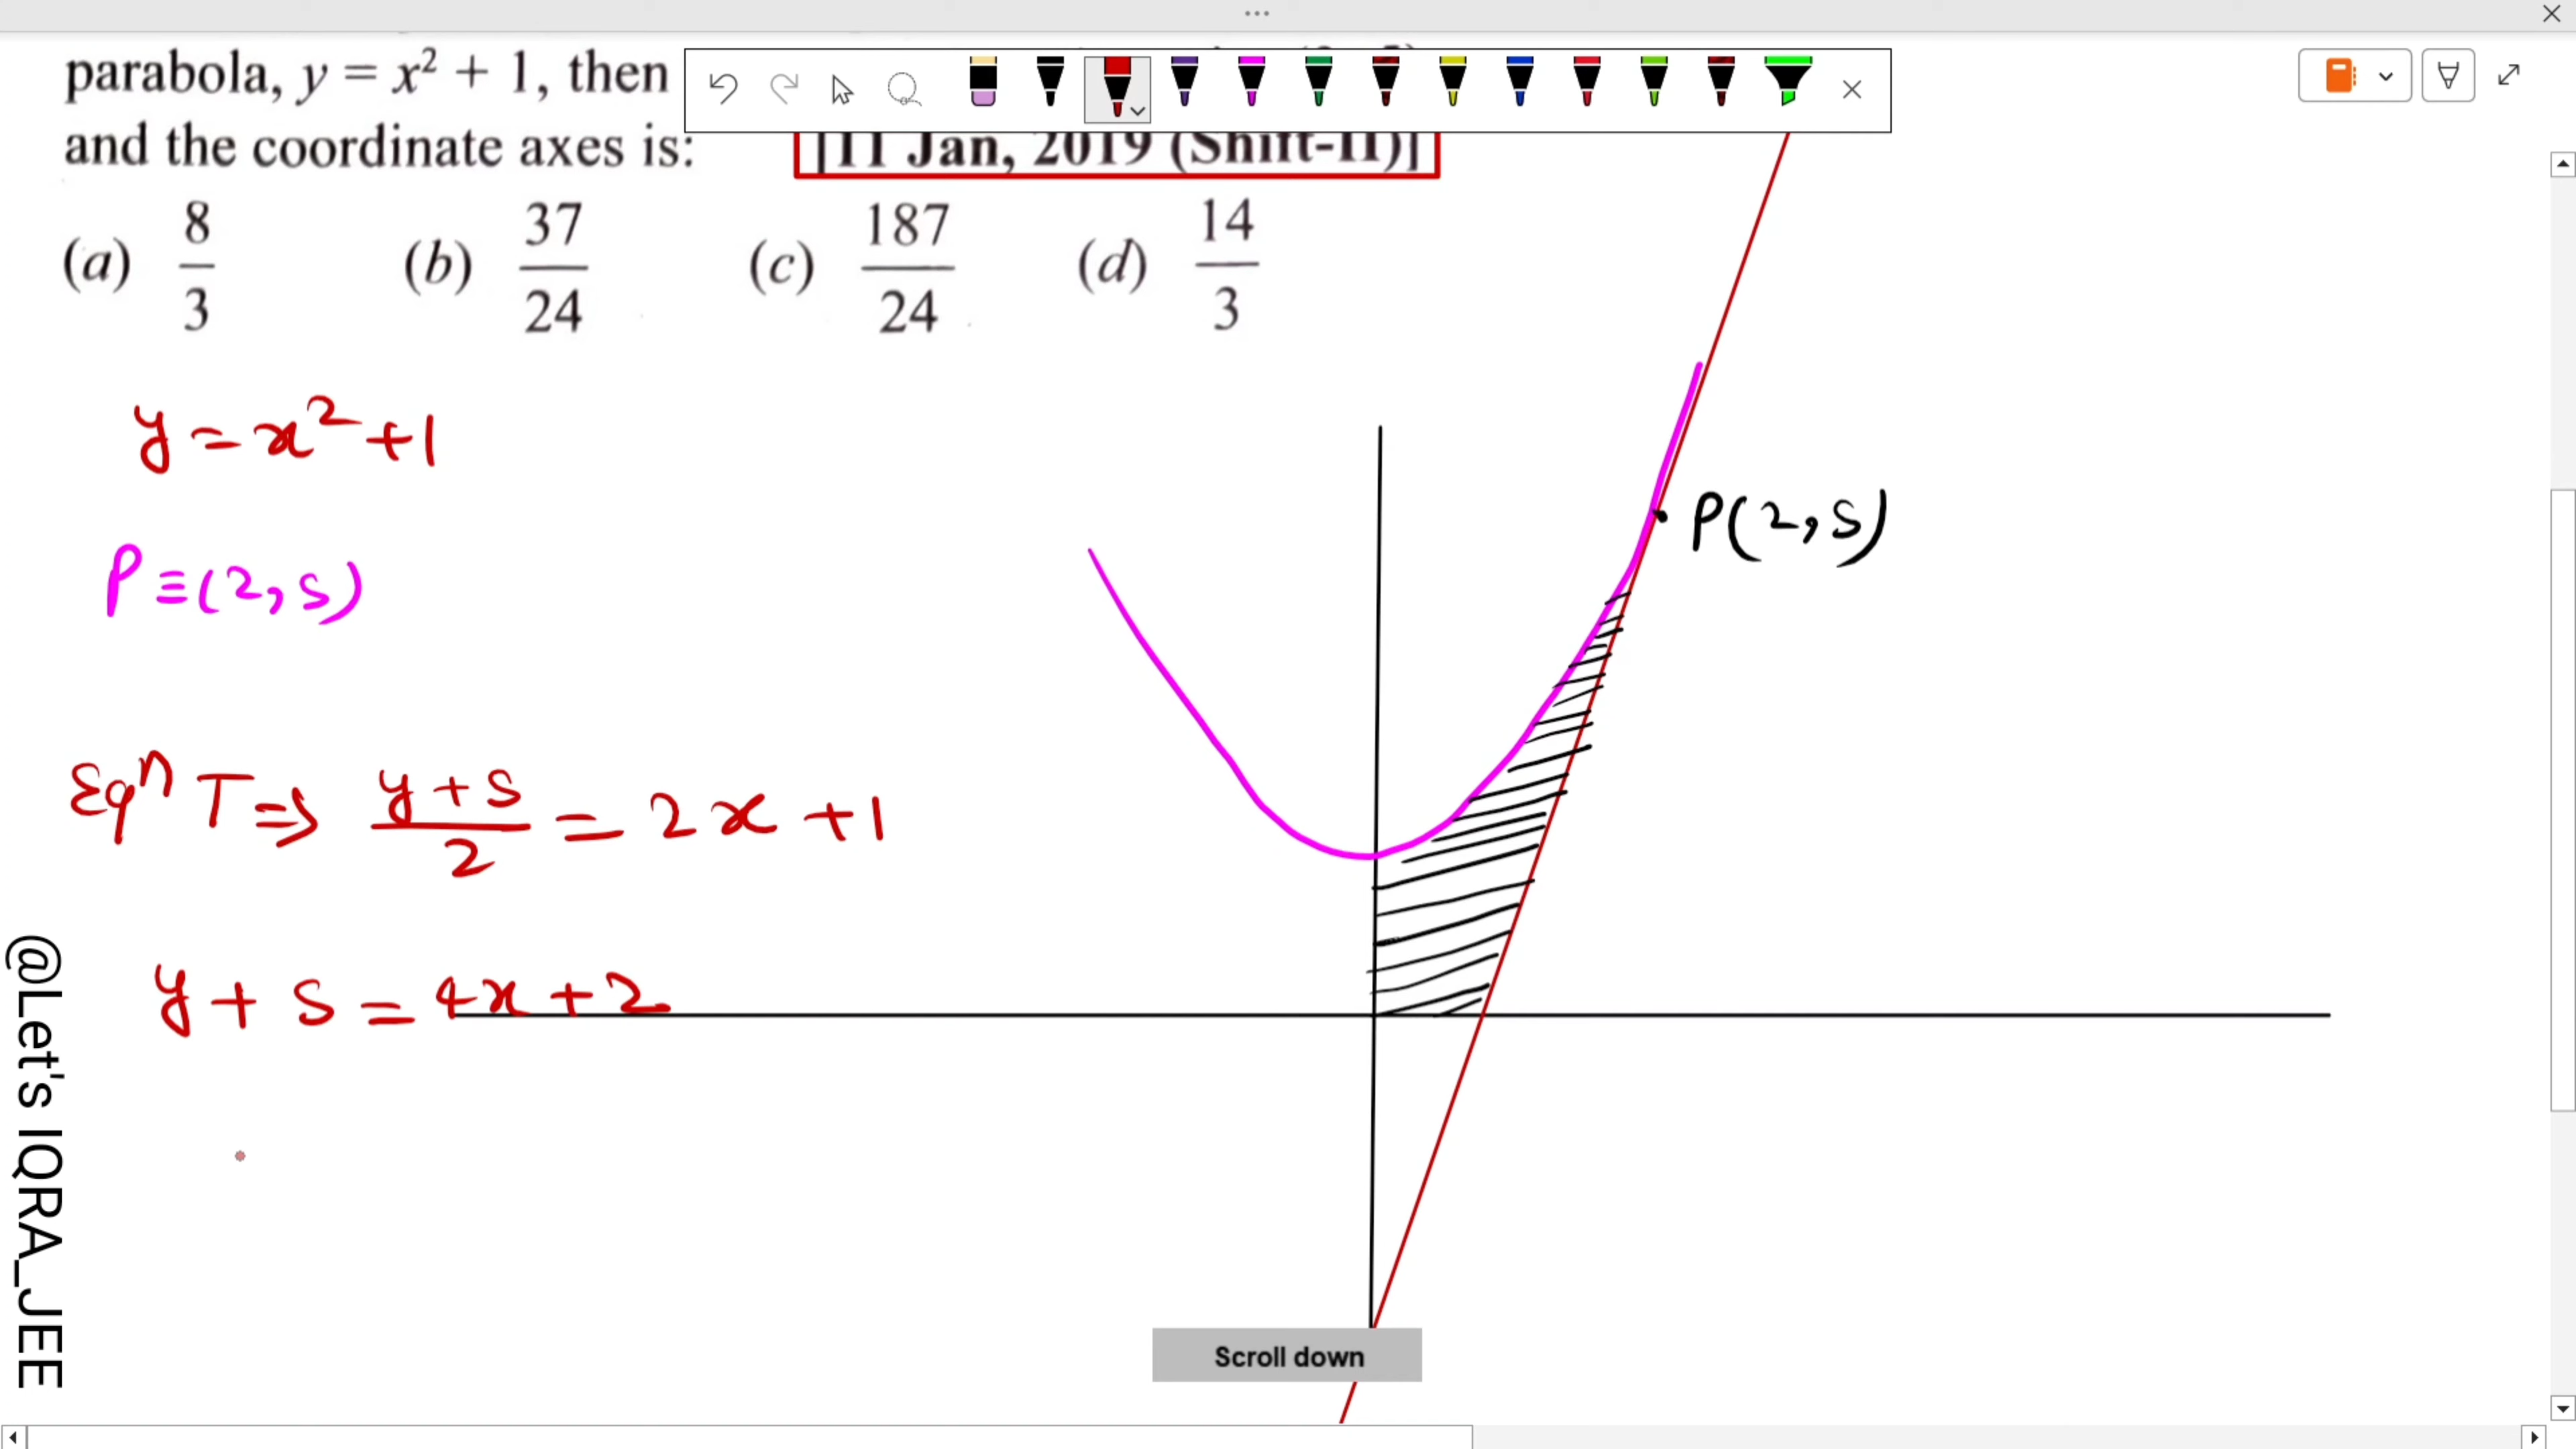 parabola, y = x² + 1, then
and the coordinate axes is: [11 Jan, 2019 (Shift-II)]
(a) 8/3 (b) 37/24 (c) 187/24 (d) 14/3
y = x² + 1
P ≡ (2, 5)
P(2, 5)
Eqⁿ T ⇒ (y + 5)/2 = 2x + 1
y + 5 = 4x + 2
@Let's IQRA_JEE
Scroll down